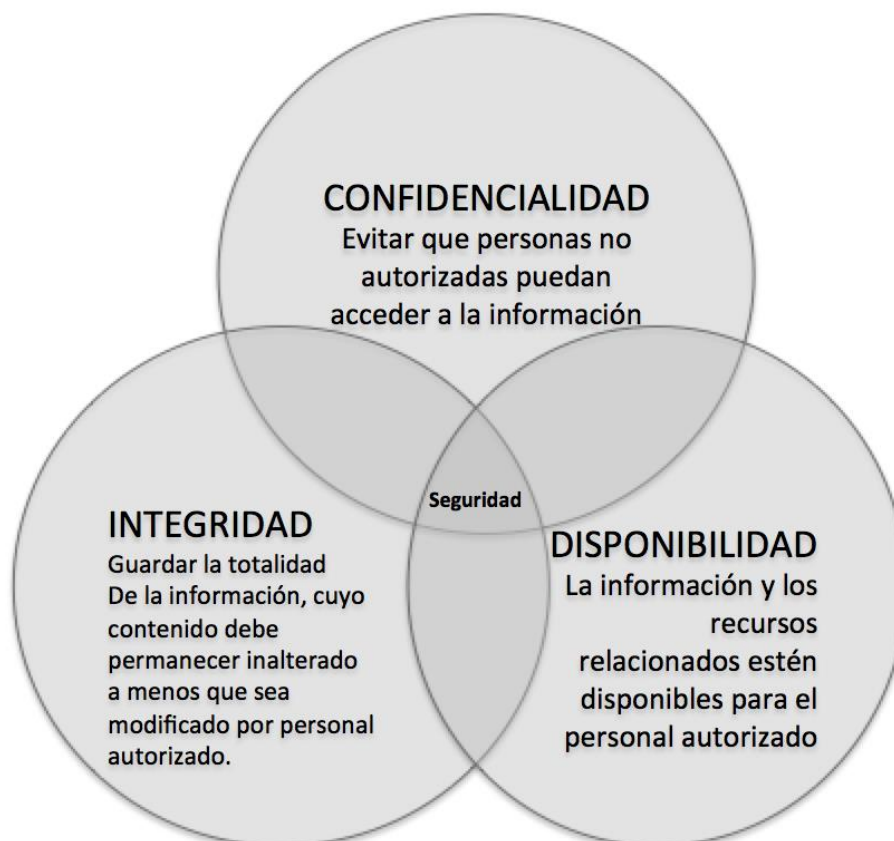 CONFIDENCIALIDAD
Evitar que personas no
autorizadas puedan
acceder a la información
Seguridad
INTEGRIDAD
Guardar la totalidad
De la información, cuyo
contenido debe
permanecer inalterado
a menos que sea
modificado por personal
autorizado.
DISPONIBILIDAD
La información y los
recursos
relacionados estén
disponibles para el
personal autorizado